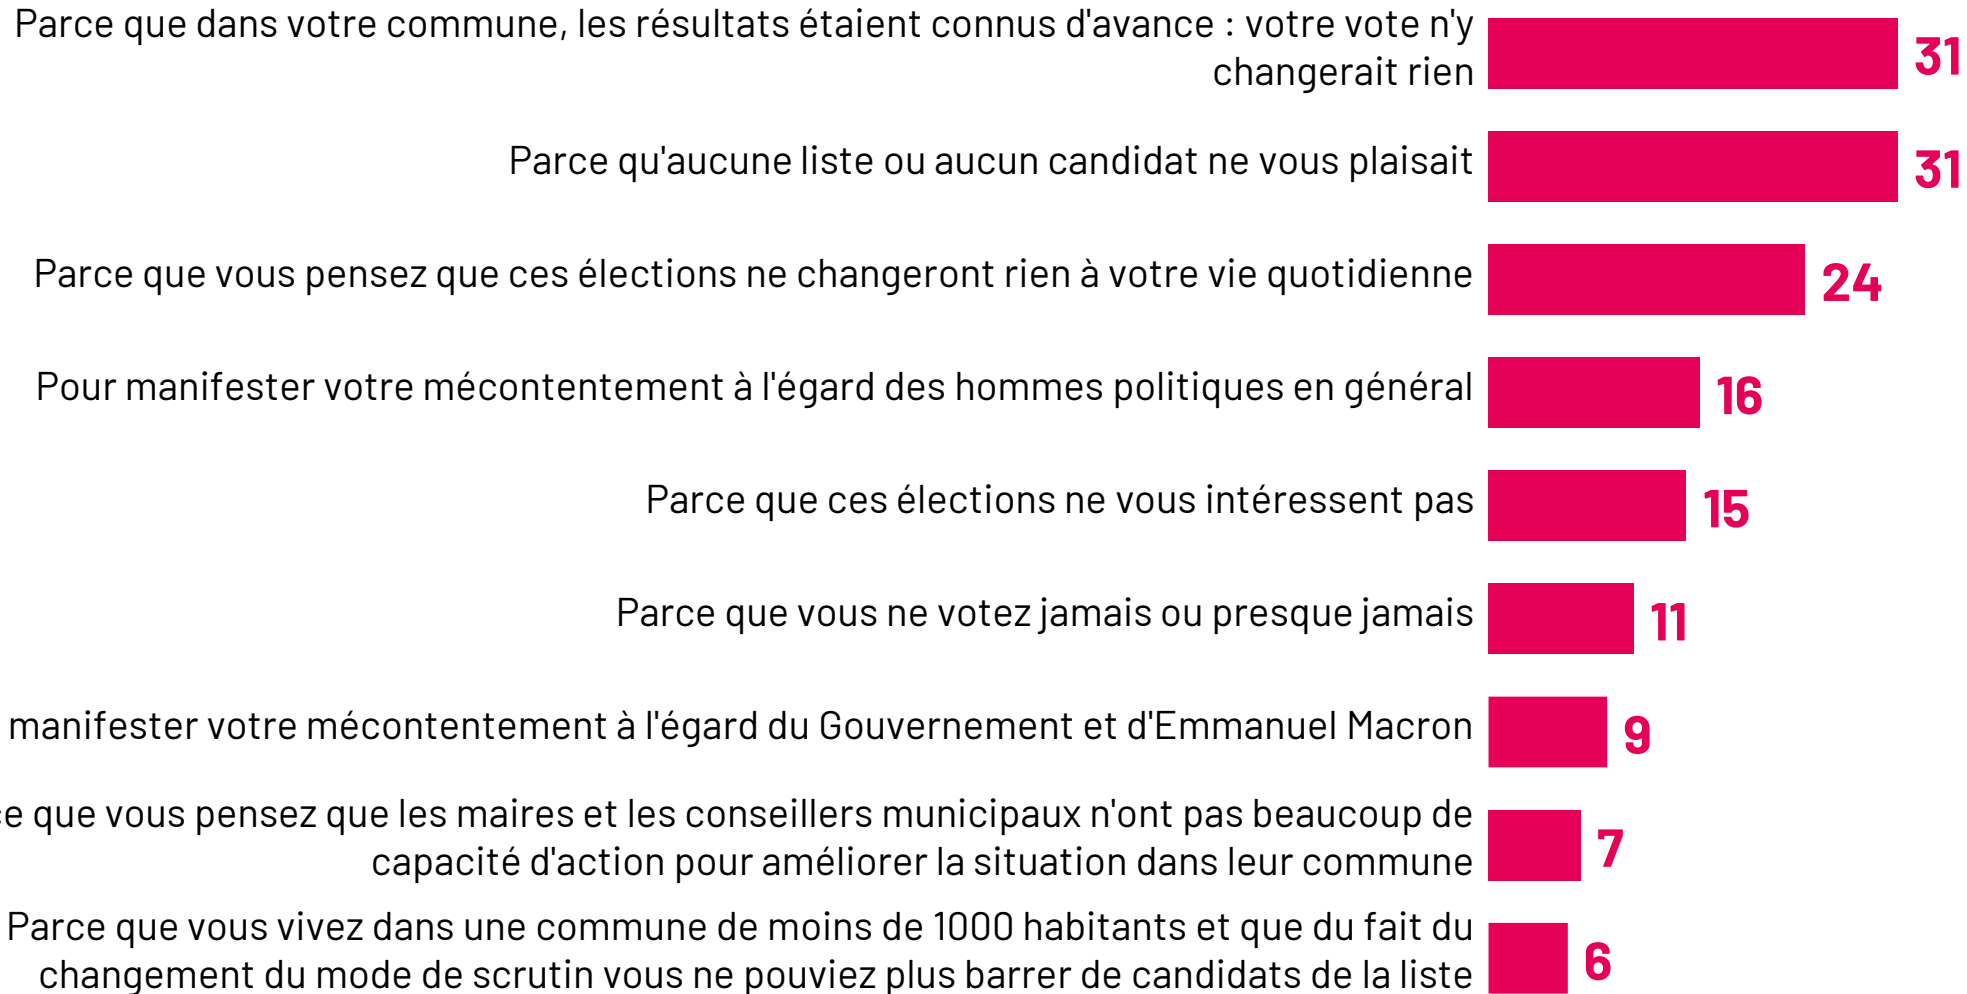 Parce que dans votre commune, les résultats étaient connus d'avance : votre vote n'y
changerait rien
31
Parce qu'aucune liste ou aucun candidat ne vous plaisait
31
Parce que vous pensez que ces élections ne changeront rien à votre vie quotidienne
24
Pour manifester votre mécontentement à l'égard des hommes politiques en général
16
Parce que ces élections ne vous intéressent pas
15
Parce que vous ne votez jamais ou presque jamais
11
manifester votre mécontentement à l'égard du Gouvernement et d'Emmanuel Macron
9
que vous pensez que les maires et les conseillers municipaux n'ont pas beaucoup de
capacité d'action pour améliorer la situation dans leur commune
7
Parce que vous vivez dans une commune de moins de 1000 habitants et que du fait du
changement du mode de scrutin vous ne pouviez plus barrer de candidats de la liste
6